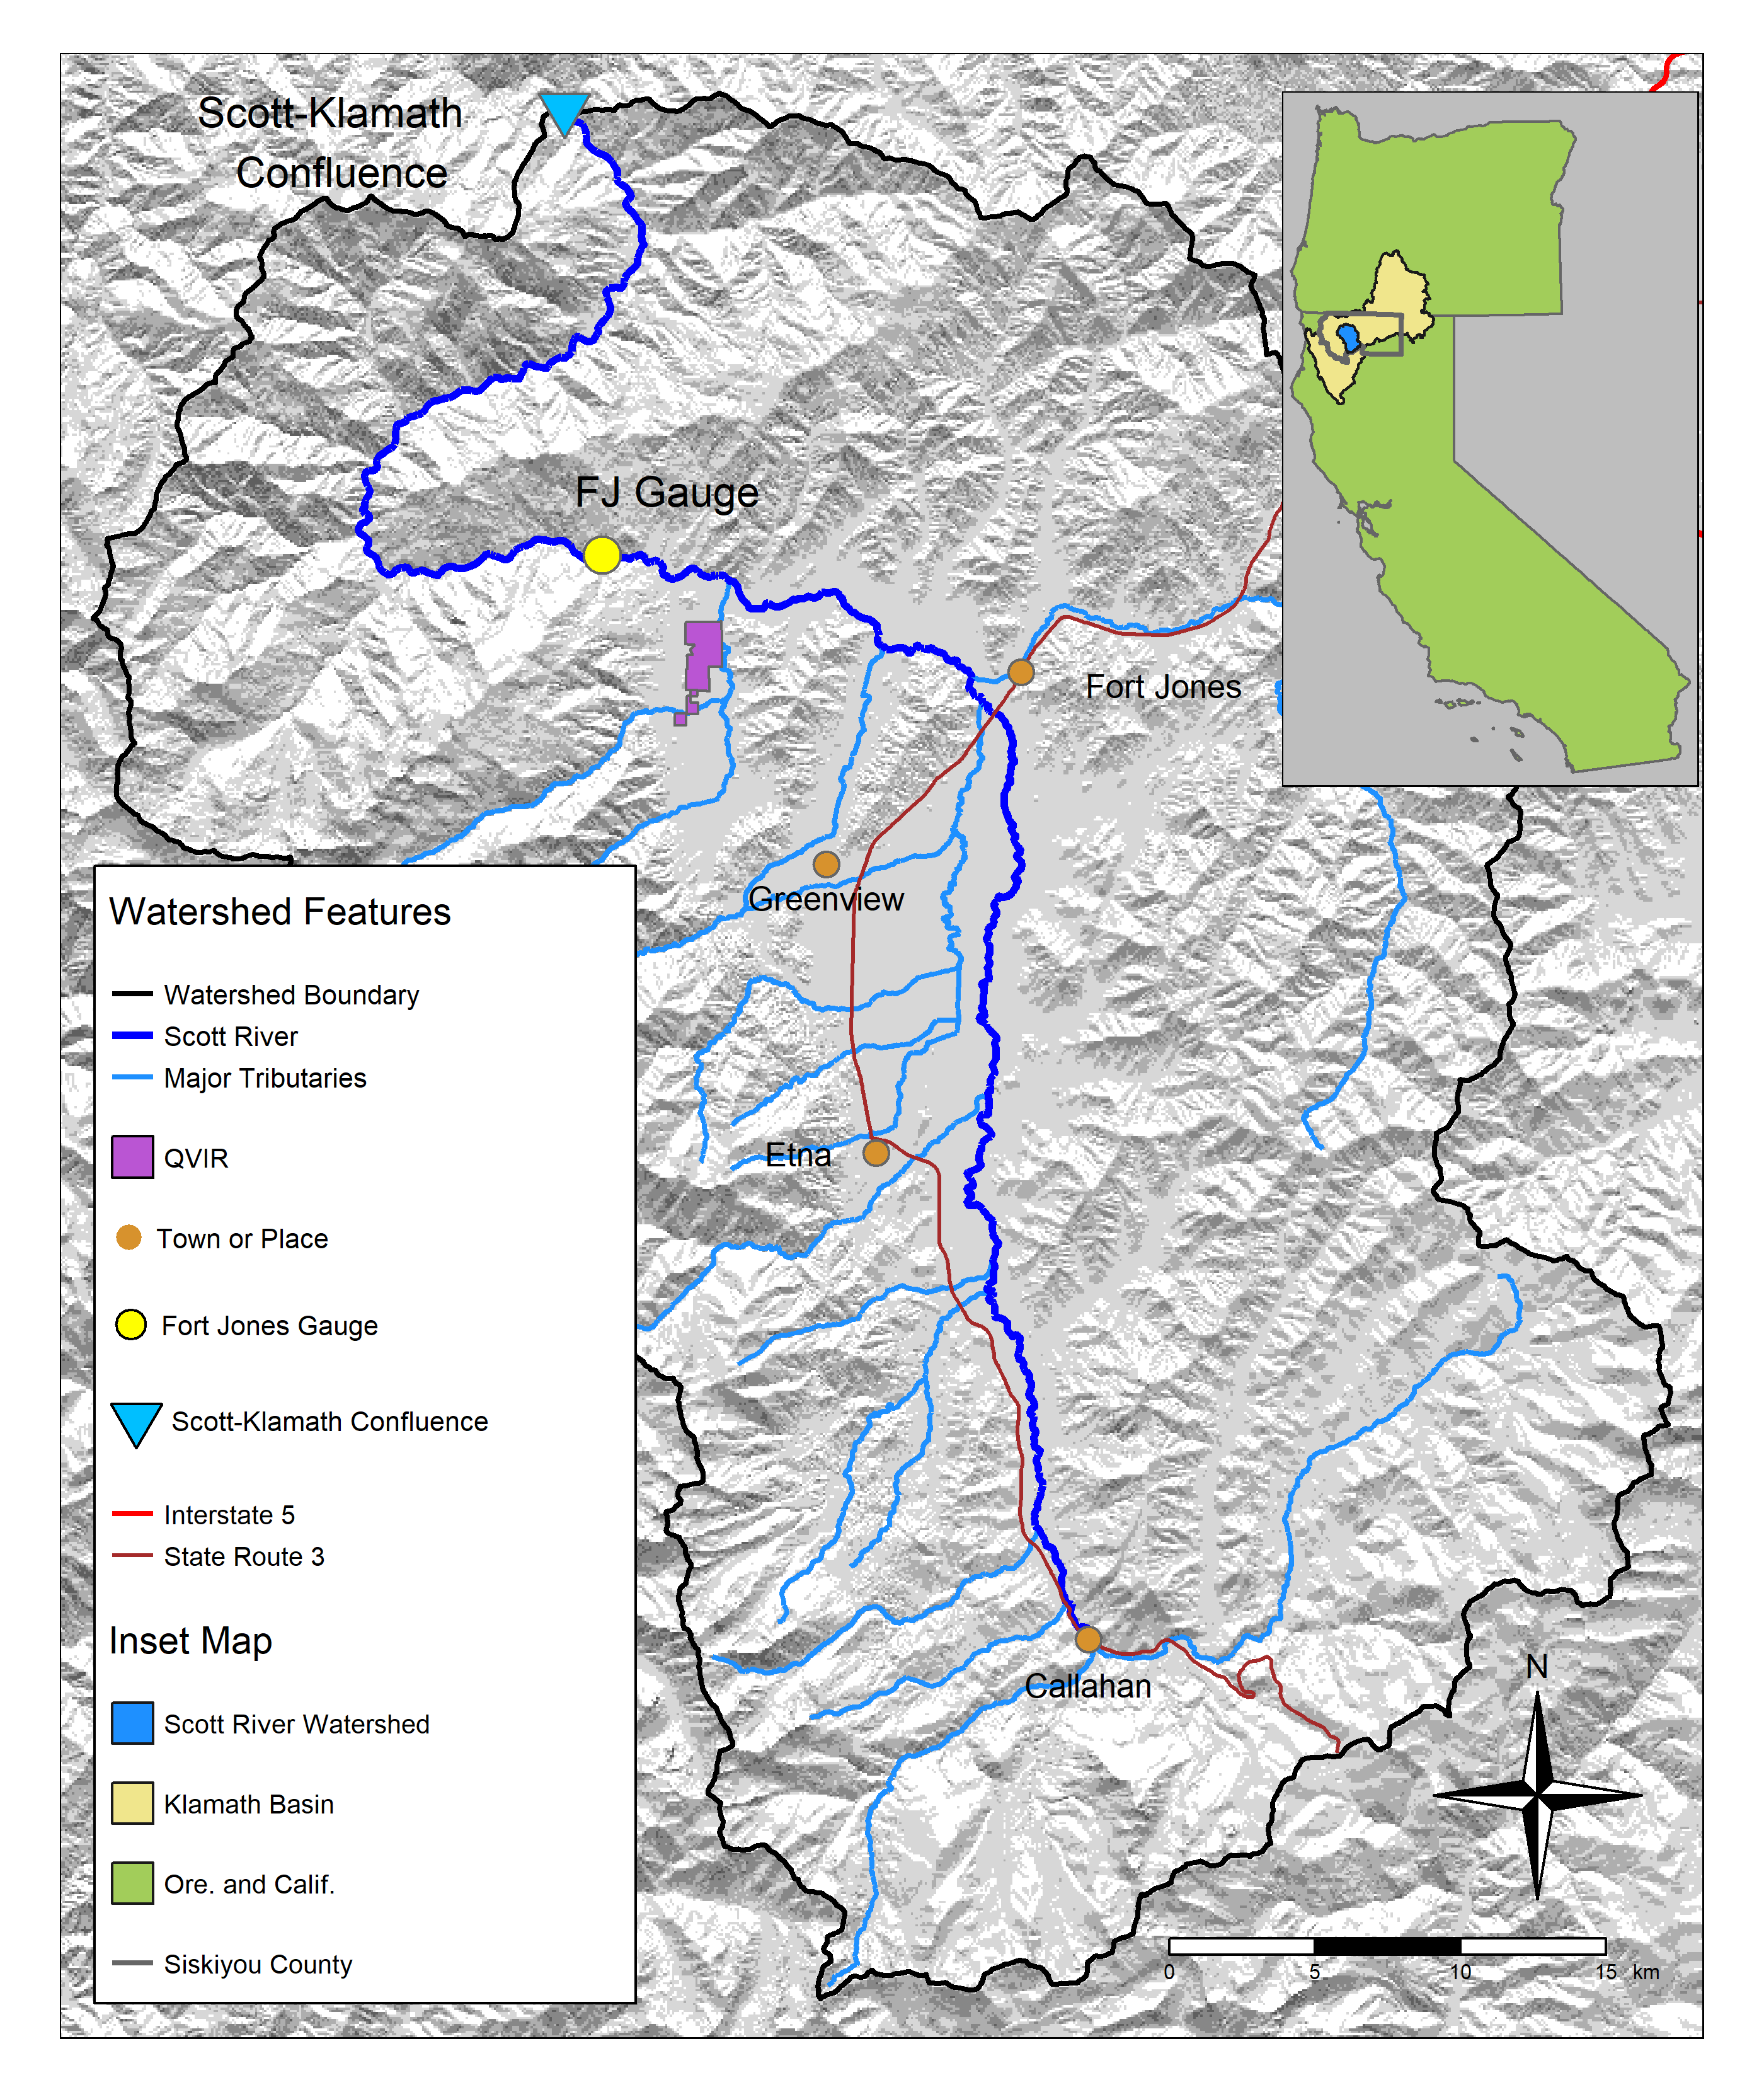 Scott-Klamath
Confluence
FJ Gauge
Fort Jones
Greenview
Etna
Callahan
Watershed Features
Watershed Boundary
Scott River
Major Tributaries
QVIR
Town or Place
Fort Jones Gauge
Scott-Klamath Confluence
Interstate 5
State Route 3
Inset Map
Scott River Watershed
Klamath Basin
Ore. and Calif.
Siskiyou County
N
0 5 10 15 km